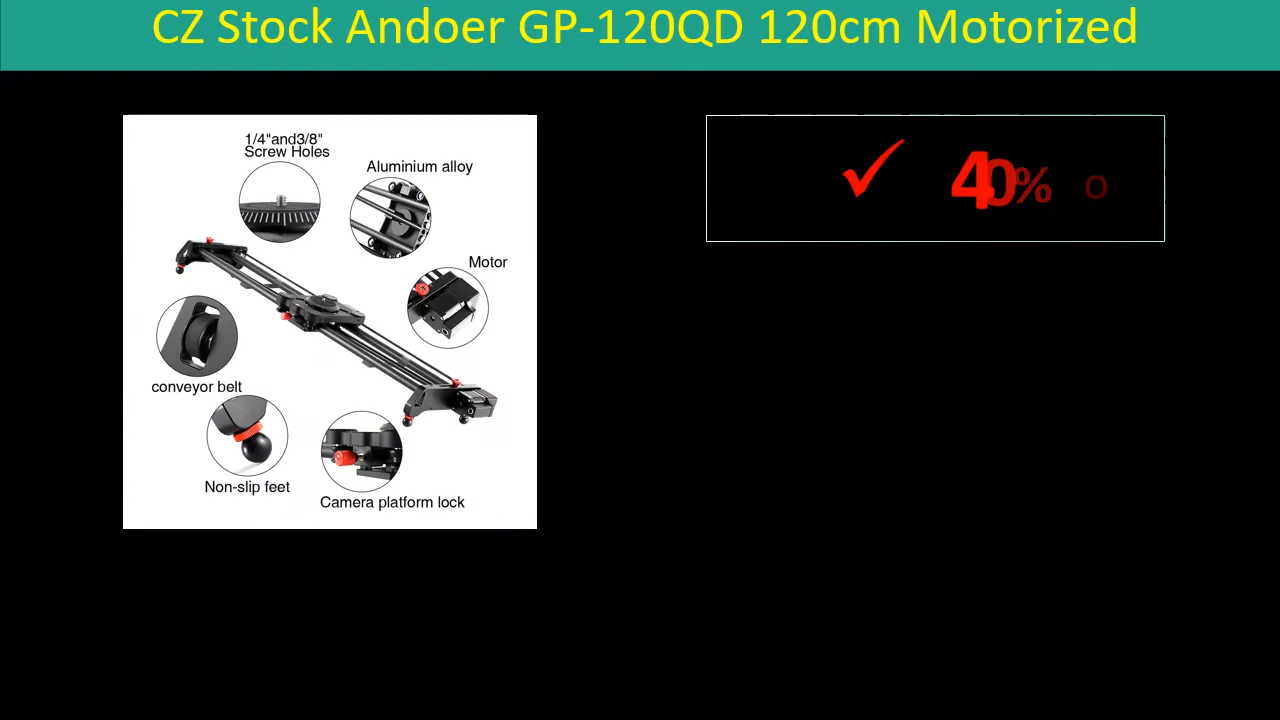 CZ Stock Andoer GP-120QD 120cm Motorized
1/4"and3/8"
Screw Holes
Aluminium alloy
Motor
conveyor belt
Non-slip feet
Camera platform lock
✓ 40% o